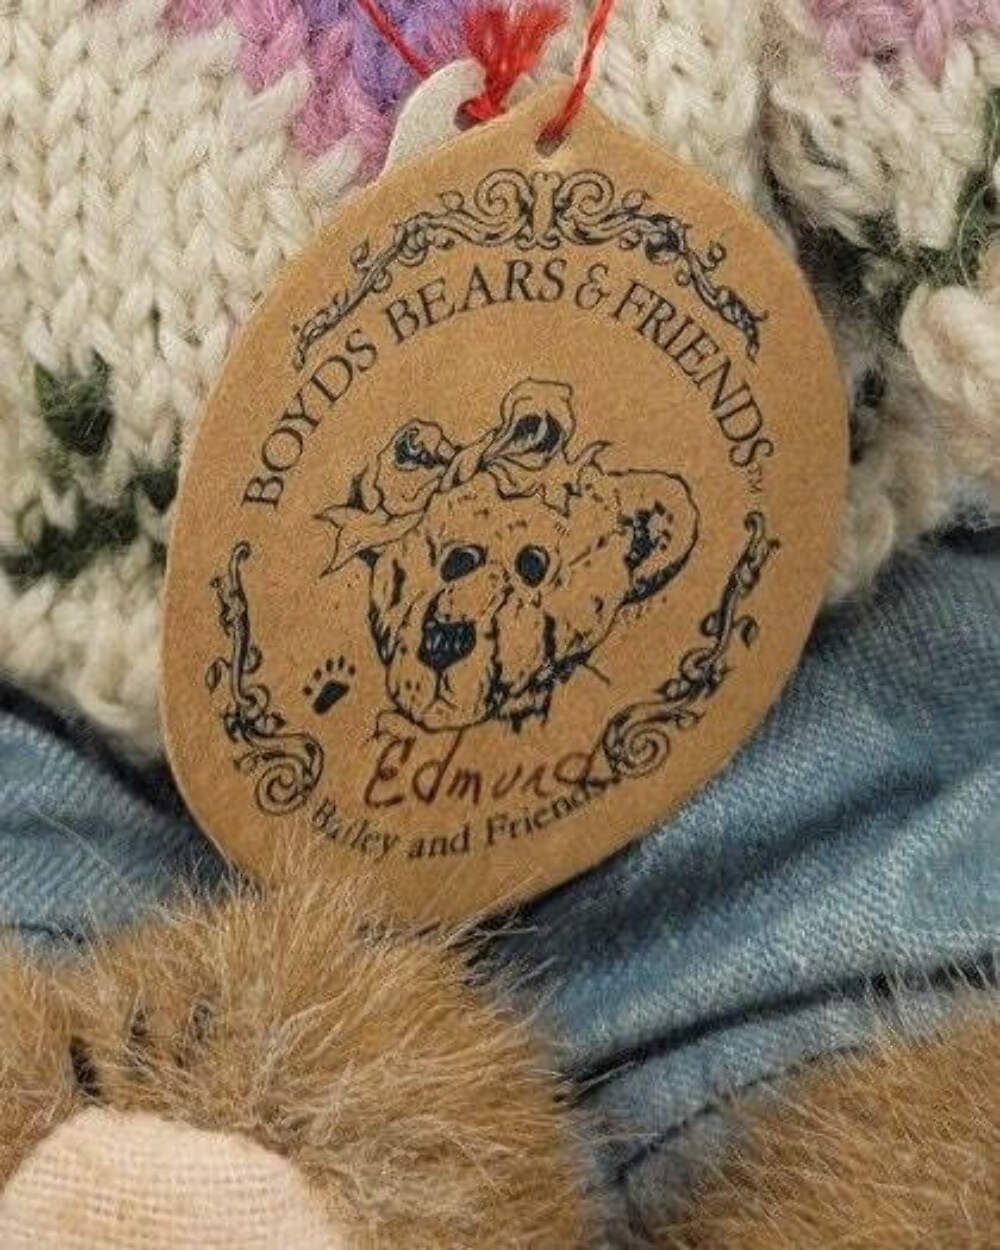 BOYDS BEARS & FRIENDS™
Edmund
Bailey and Friends